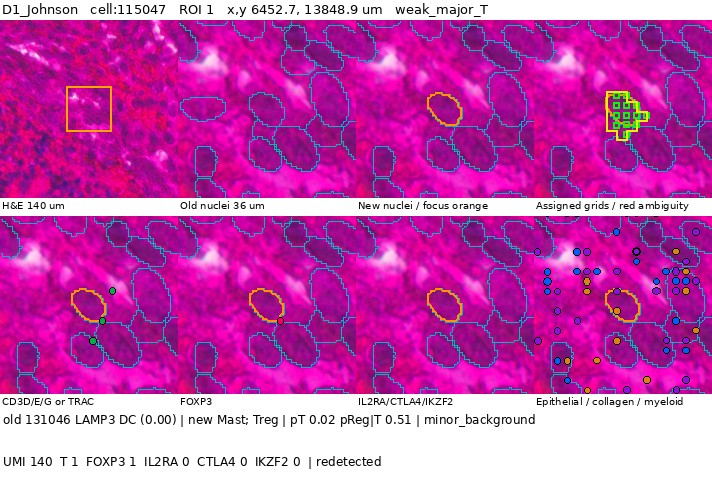 D1_Johnson   cell:115047   ROI 1   x,y 6452.7, 13848.9 um   weak_major_T
H&E 140 um
Old nuclei 36 um
New nuclei / focus orange
Assigned grids / red ambiguity
CD3D/E/G or TRAC
FOXP3
IL2RA/CTLA4/IKZF2
Epithelial / collagen / myeloid
old 131046 LAMP3 DC (0.00) | new Mast; Treg | pT 0.02 pReg|T 0.51 | minor_background
UMI 140  T 1  FOXP3 1  IL2RA 0  CTLA4 0  IKZF2 0  | redetected